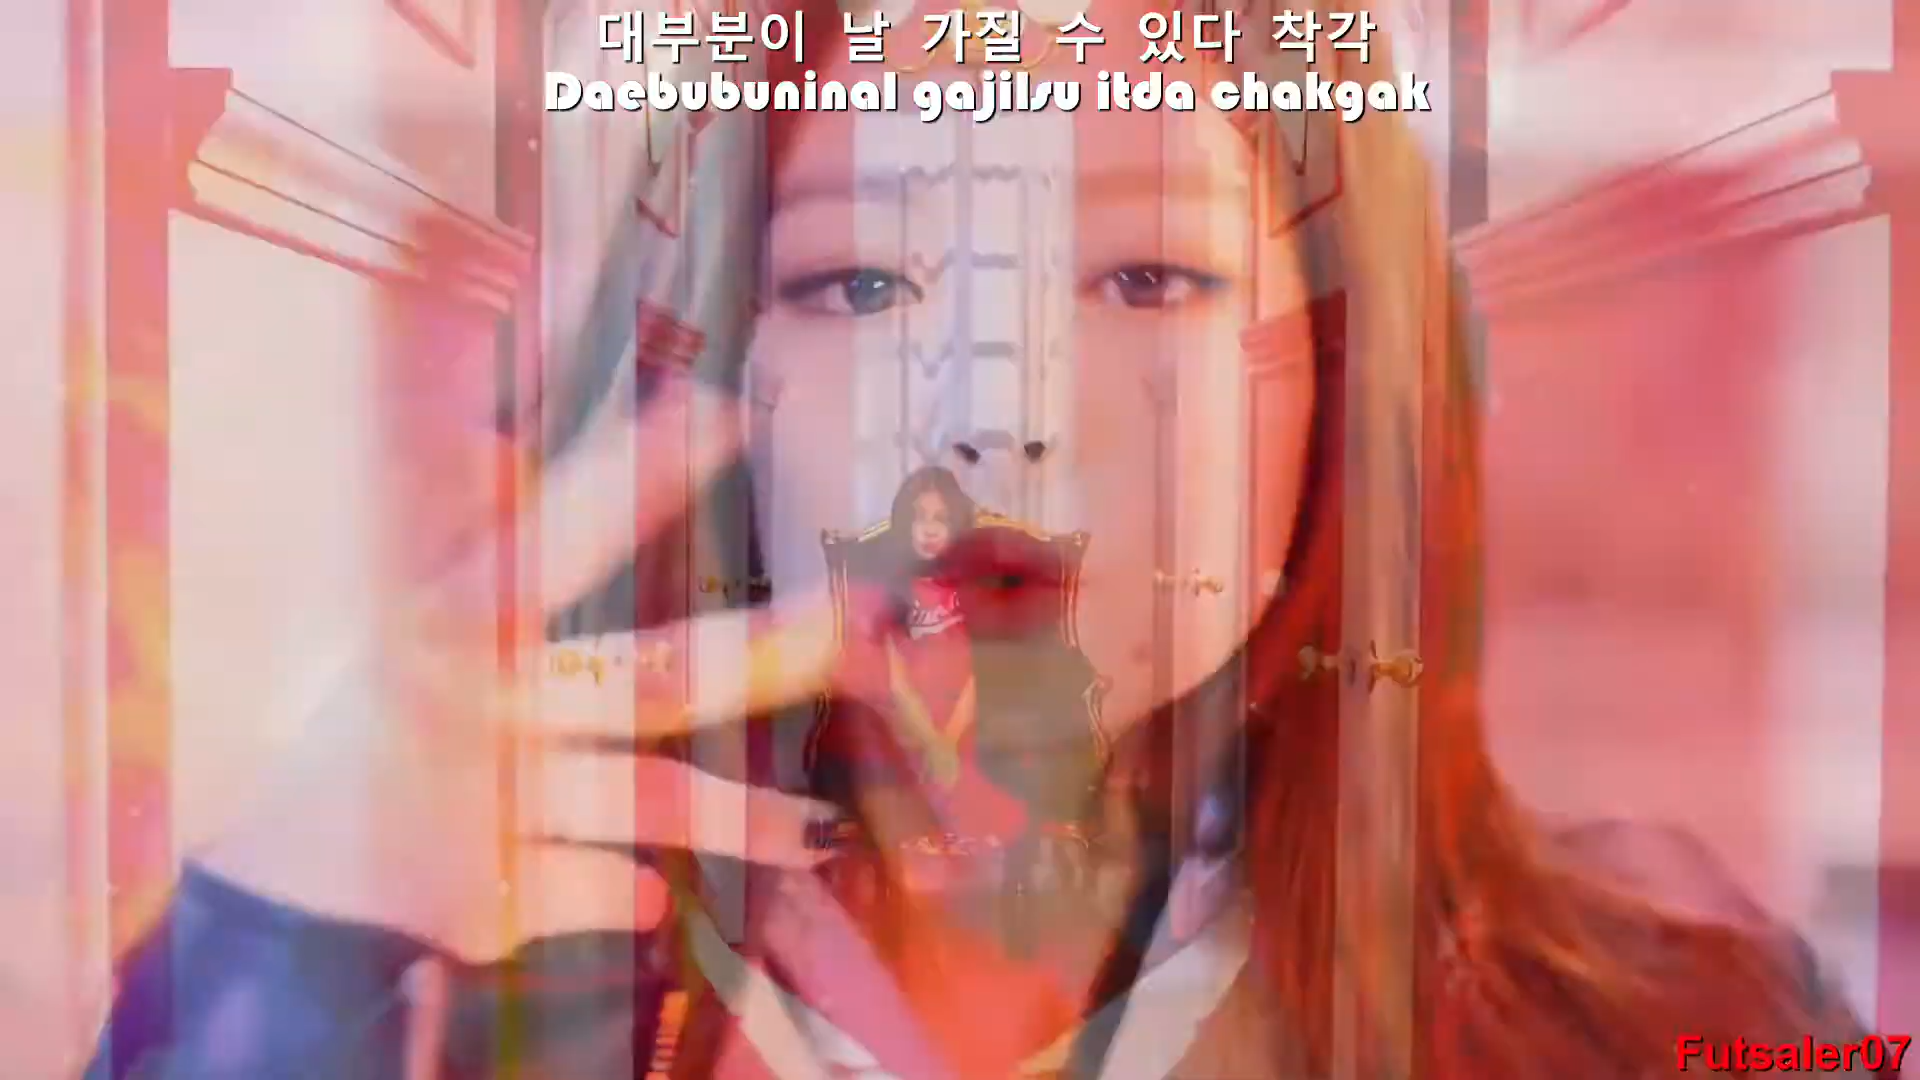 대부분이 날 가질 수 있다 착각
Daebubuninal gajilsu itda chakgak
Futsaler07